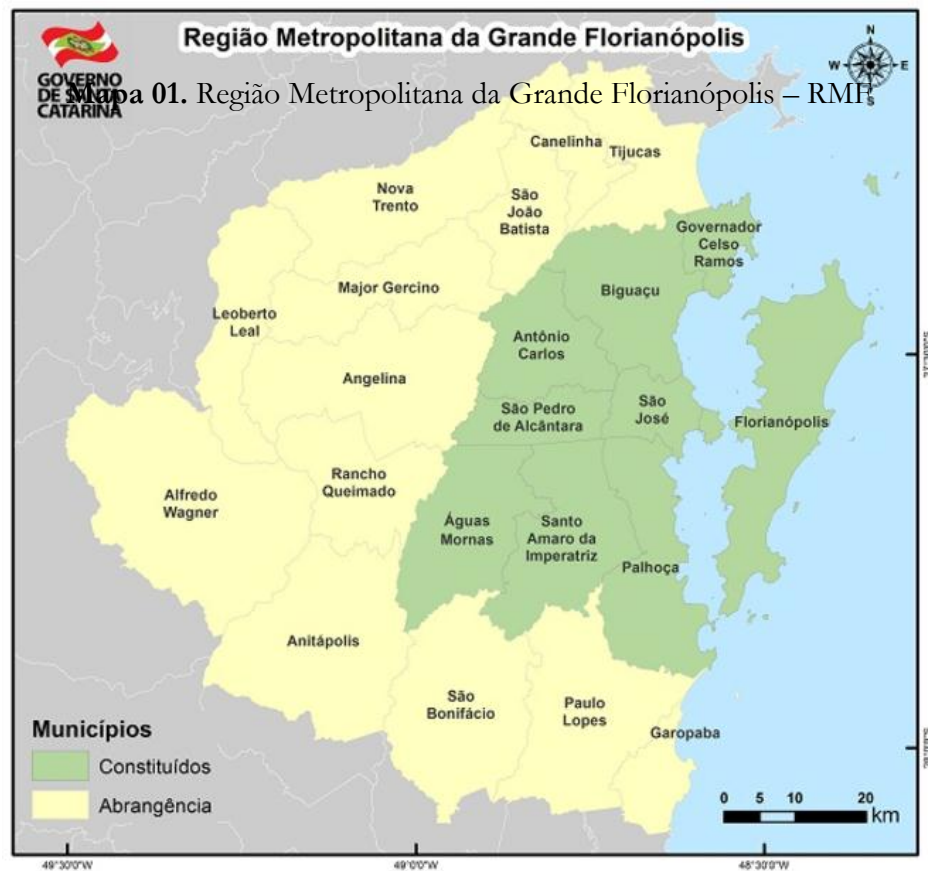 Região Metropolitana da Grande Florianópolis
GOVERNO
DE SANTA
CATARINA
Mapa 01. Região Metropolitana da Grande Florianópolis – RMF
N
W
E
S
Canelinha
Tijucas
Nova
Trento
São
João
Batista
Governador
Celso
Ramos
Major Gercino
Biguaçu
Leoberto
Leal
Antônio
Carlos
Angelina
São Pedro
de Alcântara
São
José
Florianópolis
Rancho
Queimado
Alfredo
Wagner
Águas
Mornas
Santo
Amaro da
Imperatriz
Palhoça
Anitápolis
São
Bonifácio
Paulo
Lopes
Garopaba
Municípios
Constituídos
Abrangência
0 5 10 20
km
49°30'0"W
49°0'0"W
48°30'0"W